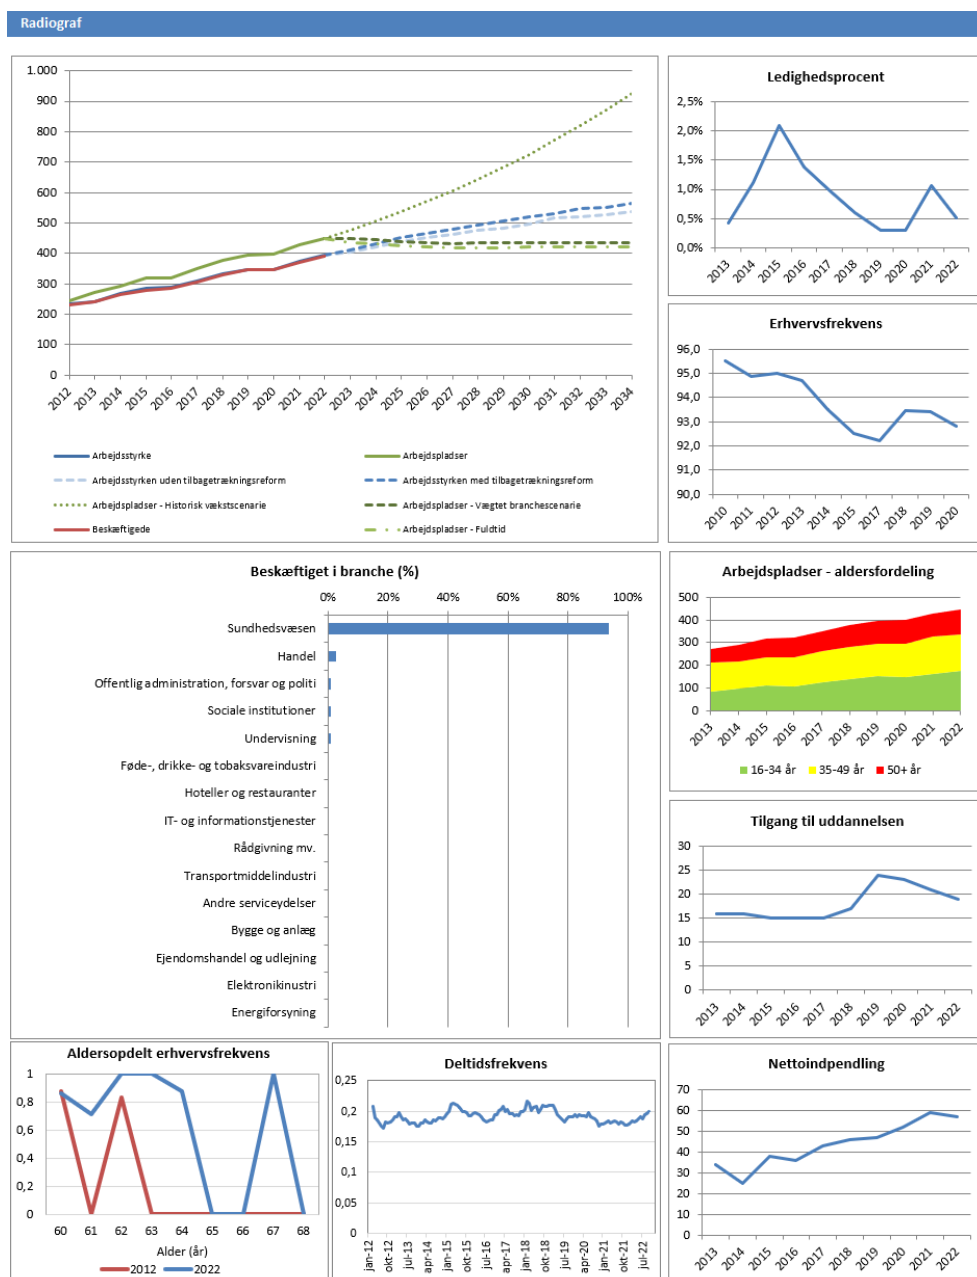 Radiograf
1.000
900
800
700
600
500
400
300
200
100
0
2012 2013 2014 2015 2016 2017 2018 2019 2020 2021 2022 2023 2024 2025 2026 2027 2028 2029 2030 2031 2032 2033 2034
Arbejdsstyrke Arbejdspladser
Arbejdsstyrken uden tilbagetrækningsreform Arbejdsstyrken med tilbagetrækningsreform
Arbejdspladser - Historisk vækstscenarie Arbejdspladser - Vægtet branchescenarie
Beskæftigede Arbejdspladser - Fuldtid
Ledighedsprocent
2,5%
2,0%
1,5%
1,0%
0,5%
0,0%
2013 2014 2015 2016 2017 2018 2019 2020 2021 2022
Erhvervsfrekvens
96,0
95,0
94,0
93,0
92,0
91,0
90,0
2010 2011 2012 2013 2014 2015 2016 2017 2018 2019 2020
Beskæftiget i branche (%)
0% 20% 40% 60% 80% 100%
Sundhedsvæsen
Handel
Offentlig administration, forsvar og politi
Sociale institutioner
Undervisning
Føde-, drikke- og tobaksvareindustri
Hoteller og restauranter
IT- og informationstjenester
Rådgivning mv.
Transportmiddelindustri
Andre serviceydelser
Bygge og anlæg
Ejendomshandel og udlejning
Elektronikinustri
Energiforsyning
Arbejdspladser - aldersfordeling
500
400
300
200
100
0
2013 2014 2015 2016 2017 2018 2019 2020 2021 2022
16-34 år 35-49 år 50+ år
Tilgang til uddannelsen
30
25
20
15
10
5
0
2013 2014 2015 2016 2017 2018 2019 2020 2021 2022
Aldersopdelt erhvervsfrekvens
1
0,8
0,6
0,4
0,2
0
60 61 62 63 64 65 66 67 68
Alder (år)
2012 2022
Deltidsfrekvens
0,25
0,2
0,15
0,1
0,05
0
jan-12 okt-12 jul-13 apr-14 jan-15 okt-15 jul-16 apr-17 jan-18 okt-18 jul-19 apr-20 jan-21 okt-21 jul-22
Nettoindpendling
70
60
50
40
30
20
10
0
2013 2014 2015 2016 2017 2018 2019 2020 2021 2022